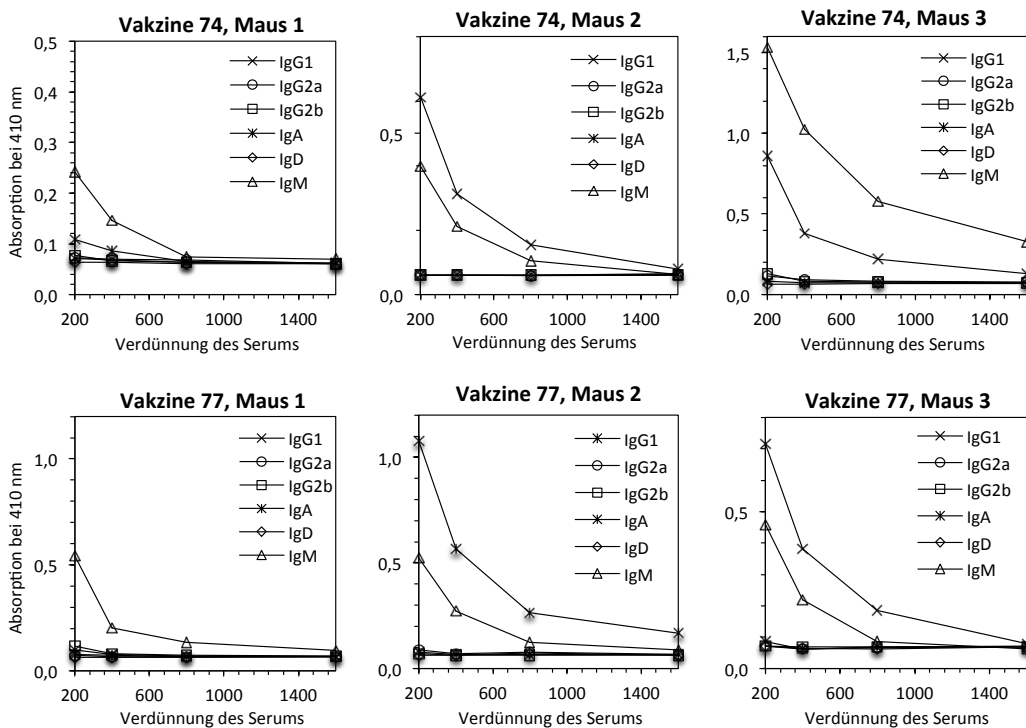 Vakzine 74, Maus 1
0,5
0,4
0,3
0,2
0,1
0,0
Absorption bei 410 nm
IgG1
IgG2a
IgG2b
IgA
IgD
IgM
200
600
1000
1400
Verdünnung des Serums
Vakzine 74, Maus 2
0,5
0,0
IgG1
IgG2a
IgG2b
IgA
IgD
IgM
200
600
1000
1400
Verdünnung des Serums
Vakzine 74, Maus 3
1,5
1,0
0,5
0,0
IgG1
IgG2a
IgG2b
IgA
IgD
IgM
200
600
1000
1400
Verdünnung des Serums
Vakzine 77, Maus 1
1,0
0,5
0,0
Absorption bei 410 nm
IgG1
IgG2a
IgG2b
IgA
IgD
IgM
200
600
1000
1400
Verdünnung des Serums
Vakzine 77, Maus 2
1,0
0,5
0,0
IgG1
IgG2a
IgG2b
IgA
IgD
IgM
200
600
1000
1400
Verdünnung des Serums
Vakzine 77, Maus 3
0,5
0,0
IgG1
IgG2a
IgG2b
IgA
IgD
IgM
200
600
1000
1400
Verdünnung des Serums